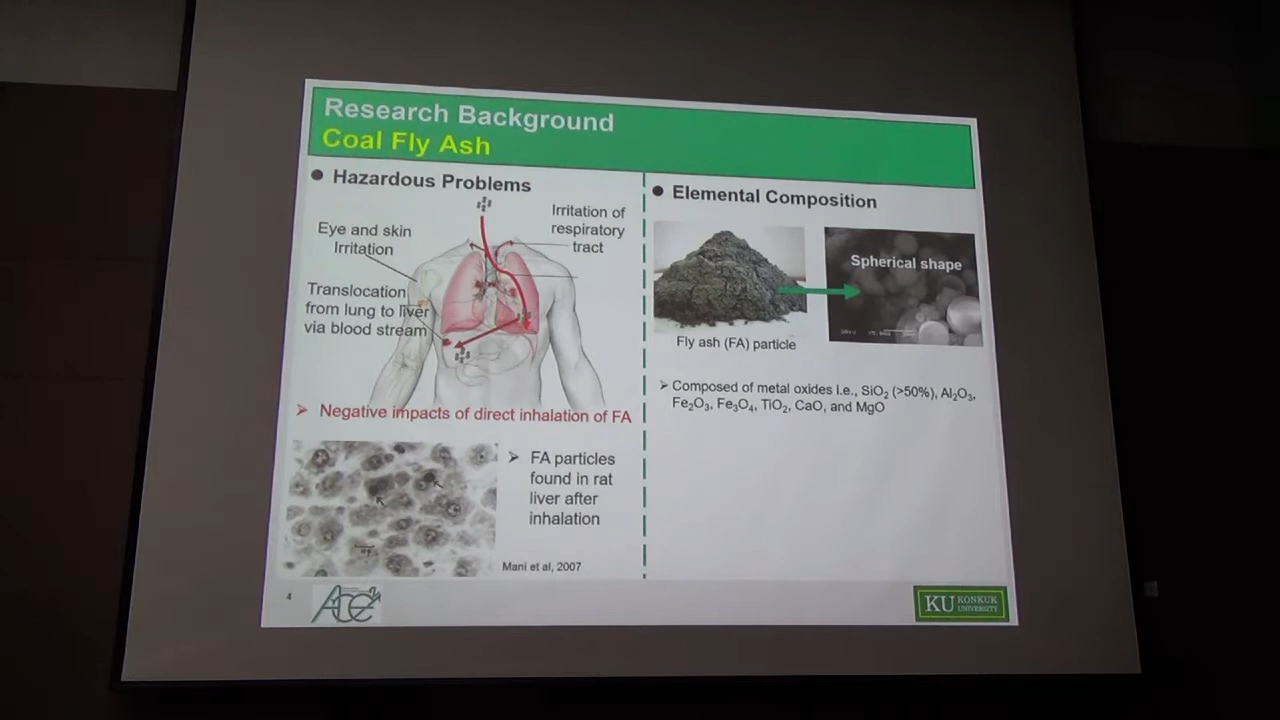 Research Background
Coal Fly Ash
Hazardous Problems
Eye and skin
Irritation
Irritation of
respiratory
tract
Translocation
from lung to liver
via blood stream
Negative impacts of direct inhalation of FA
FA particles
found in rat
liver after
inhalation
Mani et al, 2007
Elemental Composition
Spherical shape
Fly ash (FA) particle
Composed of metal oxides i.e., SiO₂ (>50%), Al₂O₃,
Fe₂O₃, Fe₃O₄, TiO₂, CaO, and MgO
4
KU KONKUK
UNIVERSITY